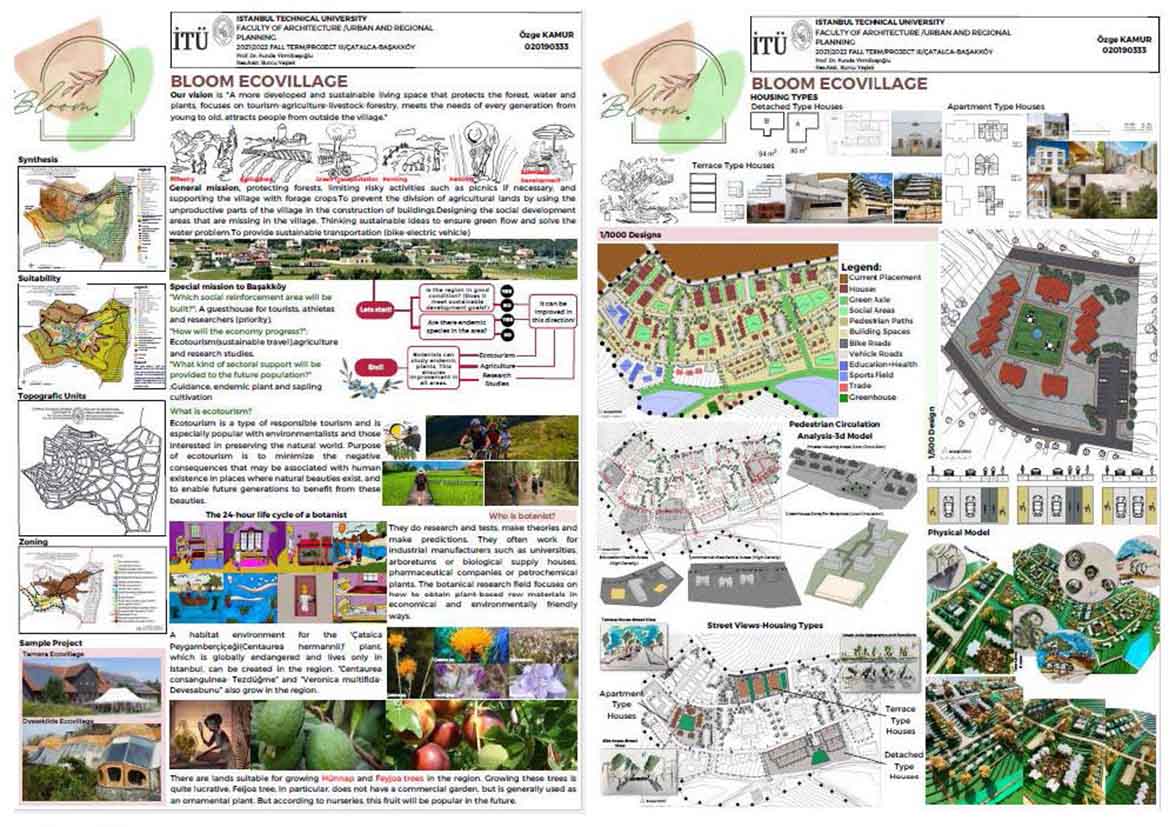 İTÜ
ISTANBUL TECHNICAL UNIVERSITY
FACULTY OF ARCHITECTURE /URBAN AND REGIONAL
PLANNING
2021/2022 FALL TERM/PROJECT III/ÇATALCA-BAŞAKKÖY
Özge KAMUR
020190333
Bloom
BLOOM ECOVILLAGE
Our vision is "A more developed and sustainable living space that protects the forest, water and
plants, focuses on tourism-agriculture-livestock-forestry, meets the needs of every generation from
young to old, attracts people from outside the village."
Synthesis
General mission, protecting forests, limiting risky activities such as picnics if necessary, and
supporting the village with forage crops.To prevent the division of agricultural lands by using the
unproductive parts of the village in the construction of buildings.Designing the social development
areas that are missing in the village. Thinking sustainable ideas to ensure green flow and solve the
water problem.To provide sustainable transportation (bike-electric vehicle)
Suitability
Special mission to Başakköy
"Which social reinforcement area will be
built?": A guesthouse for tourists, athletes
and researchers (priority).
"How will the economy progress?":
Ecotourism(sustainable travel),agriculture
and research studies.
"What kind of sectoral support will be
provided to the future population?"
:Guidance, endemic plant and sapling
cultivation
Lets start!
Is the region in good
condition? (Does it
meet sustainable
development goals?)
Are there endemic
species in the area?
It can be
improved in
this direction!
End!
Botanists can
study endemic
plants. This
ensures
improvement in
all areas.
Ecotourism
Agriculture
Research
Studies
Topografic Units
What is ecotourism?
Ecotourism is a type of responsible tourism and is
especially popular with environmentalists and those
interested in preserving the natural world. Purpose
of ecotourism is to minimize the negative
consequences that may be associated with human
existence in places where natural beauties exist, and
to enable future generations to benefit from these
beauties.
The 24-hour life cycle of a botanist
Who is botanist?
They do research and tests, make theories and
make predictions. They often work for
industrial manufacturers such as universities,
arboretums or biological supply houses,
pharmaceutical companies or petrochemical
plants. The botanical research field focuses on
how to obtain plant-based raw materials in
economical and environmentally friendly
ways.
Zoning
Sample Project
Tamera Ecovillage
A habitat environment for the 'Çatalca
Peygamberçiçeği(Centaurea hermannii)' plant,
which is globally endangered and lives only in
Istanbul, can be created in the region. "Centaurea
consanguinea- Tezdüğme" and "Veronica multifida-
Devesabunu" also grow in the region.
There are lands suitable for growing Hünnap and Feyjoa trees in the region. Growing these trees is
quite lucrative. Feijoa tree, in particular, does not have a commercial garden, but is generally used as
an ornamental plant. But according to nurseries, this fruit will be popular in the future.
İTÜ
ISTANBUL TECHNICAL UNIVERSITY
FACULTY OF ARCHITECTURE /URBAN AND REGIONAL
PLANNING
2021/2022 FALL TERM/PROJECT III/ÇATALCA-BAŞAKKÖY
Özge KAMUR
020190333
Bloom
BLOOM ECOVILLAGE
HOUSING TYPES
Detached Type Houses
Apartment Type Houses
B
A
Terrace Type Houses
1/1000 Designs
Legend:
Current Placement
Houses
Green Axle
Social Areas
Pedestrian Paths
Building Spaces
Bike Roads
Vehicle Roads
Education+Health
Sports Field
Trade
Greenhouse
1/500 Design
Pedestrian Circulation
Analysis-3d Model
Physical Model
Street Views-Housing Types
Apartment
Type
Houses
Terrace
Type
Houses
Detached
Type
Houses